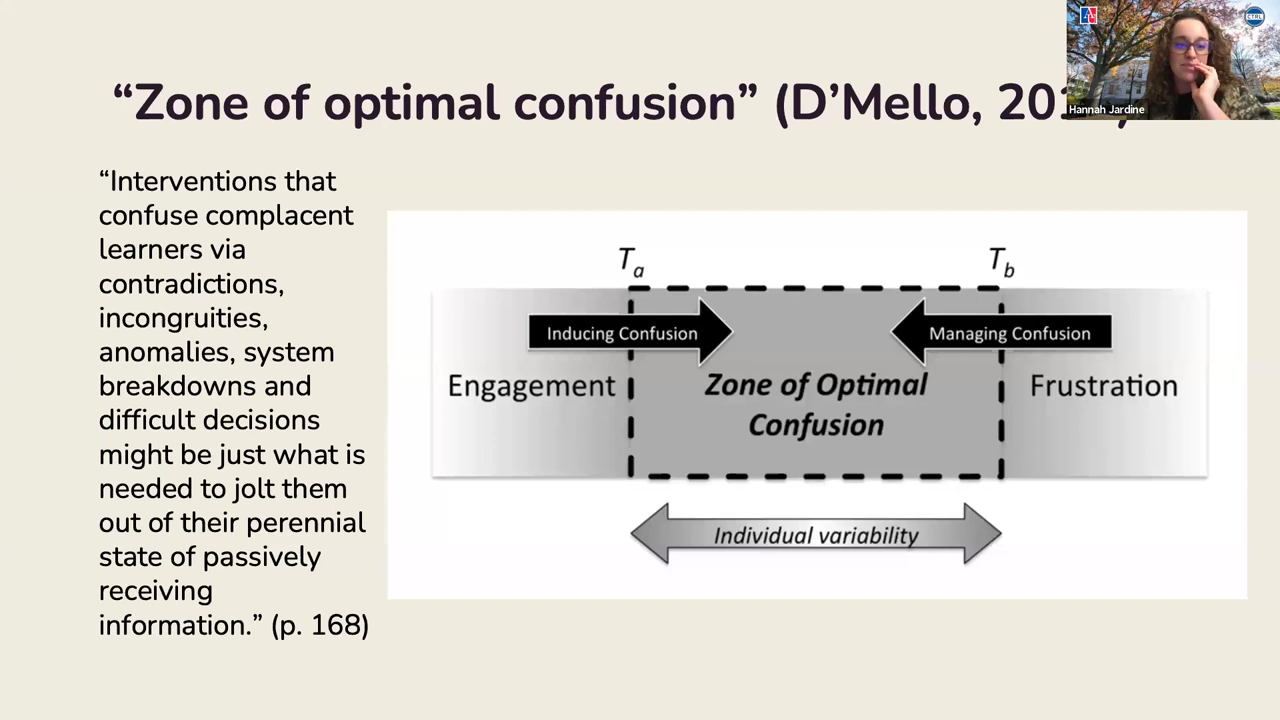 “Zone of optimal confusion” (D’Mello,
Hannah Jardine
“Interventions that
confuse complacent
learners via
contradictions,
incongruities,
anomalies, system
breakdowns and
difficult decisions
might be just what is
needed to jolt them
out of their perennial
state of passively
receiving
information.” (p. 168)
Ta Tb
Inducing Confusion Managing Confusion
Engagement Zone of Optimal Frustration
Confusion
Individual variability
CTRL